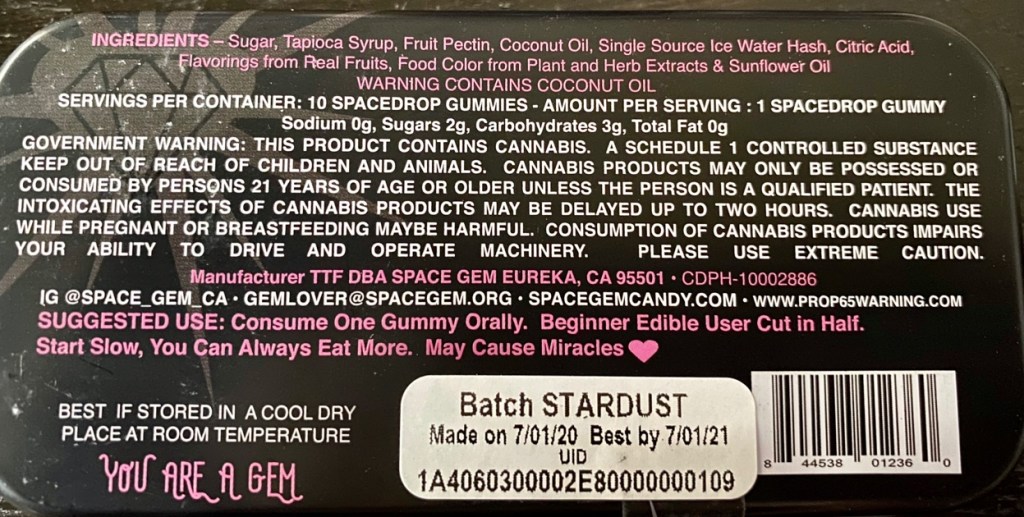 INGREDIENTS – Sugar, Tapioca Syrup, Fruit Pectin, Coconut Oil, Single Source Ice Water Hash, Citric Acid,
Flavorings from Real Fruits, Food Color from Plant and Herb Extracts & Sunflower Oil
WARNING CONTAINS COCONUT OIL
SERVINGS PER CONTAINER: 10 SPACEDROP GUMMIES - AMOUNT PER SERVING : 1 SPACEDROP GUMMY
Sodium 0g, Sugars 2g, Carbohydrates 3g, Total Fat 0g
GOVERNMENT WARNING: THIS PRODUCT CONTAINS CANNABIS. A SCHEDULE 1 CONTROLLED SUBSTANCE
KEEP OUT OF REACH OF CHILDREN AND ANIMALS. CANNABIS PRODUCTS MAY ONLY BE POSSESSED OR
CONSUMED BY PERSONS 21 YEARS OF AGE OR OLDER UNLESS THE PERSON IS A QUALIFIED PATIENT. THE
INTOXICATING EFFECTS OF CANNABIS PRODUCTS MAY BE DELAYED UP TO TWO HOURS. CANNABIS USE
WHILE PREGNANT OR BREASTFEEDING MAYBE HARMFUL. CONSUMPTION OF CANNABIS PRODUCTS IMPAIRS
YOUR ABILITY TO DRIVE AND OPERATE MACHINERY. PLEASE USE EXTREME CAUTION.
Manufacturer TTF DBA SPACE GEM EUREKA, CA 95501 • CDPH-10002886
IG @SPACE_GEM_CA • GEMLOVER@SPACEGEM.ORG • SPACEGEMCANDY.COM • WWW.PROP65WARNING.COM
SUGGESTED USE: Consume One Gummy Orally. Beginner Edible User Cut in Half.
Start Slow, You Can Always Eat More. May Cause Miracles
BEST IF STORED IN A COOL DRY
PLACE AT ROOM TEMPERATURE
YOU ARE A GEM
Batch STARDUST
Made on 7/01/20 Best by 7/01/21
UID
1A4060300002E80000000109
8 44538 01236 0